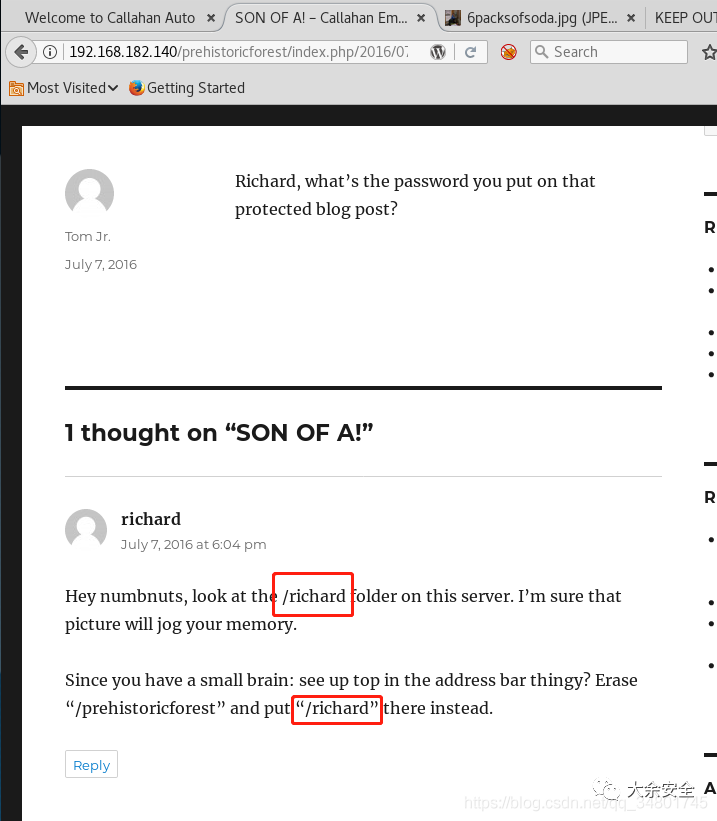 Welcome to Callahan Auto × SON OF A! – Callahan Em... × 6packsofsoda.jpg (JPE... × KEEP OUT
192.168.182.140/prehistoricforest/index.php/2016/07 Search
Most Visited Getting Started
Richard, what’s the password you put on that
protected blog post?
Tom Jr.
July 7, 2016
R
1 thought on “SON OF A!”
R
richard
July 7, 2016 at 6:04 pm
Hey numbnuts, look at the /richard folder on this server. I’m sure that
picture will jog your memory.
Since you have a small brain: see up top in the address bar thingy? Erase
“/prehistoricforest” and put “/richard” there instead.
Reply
大余安全
A
https://blog.csdn.net/qq_34801745